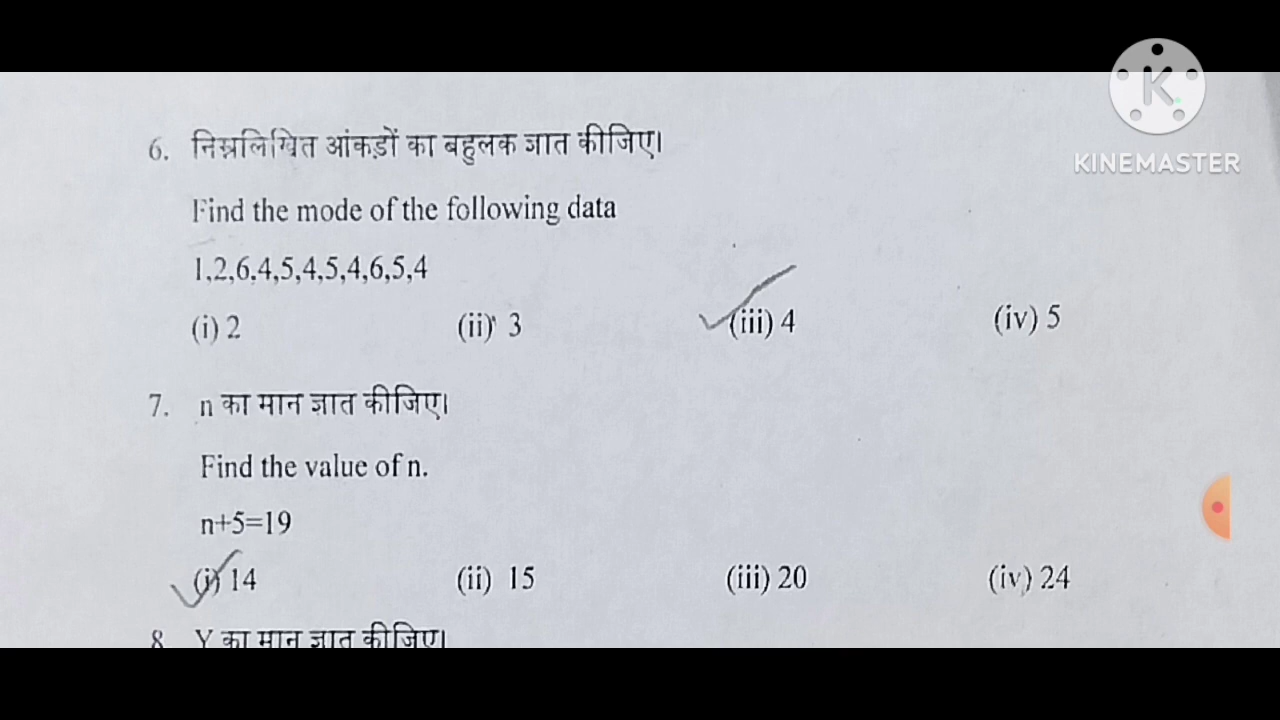 KINEMASTER
6. निम्नलिखित आंकड़ों का बहुलक ज्ञात कीजिए।
Find the mode of the following data
1,2,6,4,5,4,5,4,6,5,4
(i) 2 (ii) 3 (iii) 4 (iv) 5
7. n का मान ज्ञात कीजिए।
Find the value of n.
n+5=19
(i) 14 (ii) 15 (iii) 20 (iv) 24
8 Y का मान ज्ञात कीजिए।